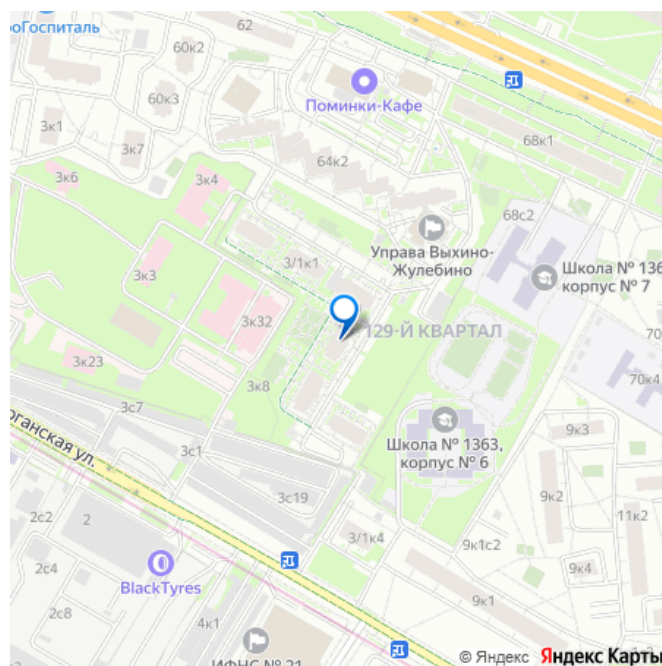 роГоспиталь
62
60к2
Поминки-Кафе
60к3
3к1
3к7
68к1
64к2
3к6
3к4
68с2
Управа Выхино-
Жулебино
3/1к1
Школа № 136
корпус № 7
3к3
3к32
129-Й КВАРТАЛ
3к23
3к8
70к4
3с7
Школа № 1363,
корпус № 6
9к3
рганская ул.
3с1
3с19
9к2
11к2
2с2
2
3/1к4
9к1с2
2с4
BlackTyres
9к4
2с8
4к1
9к1
ИФНС № 21
© Яндекс Яндекс Карты